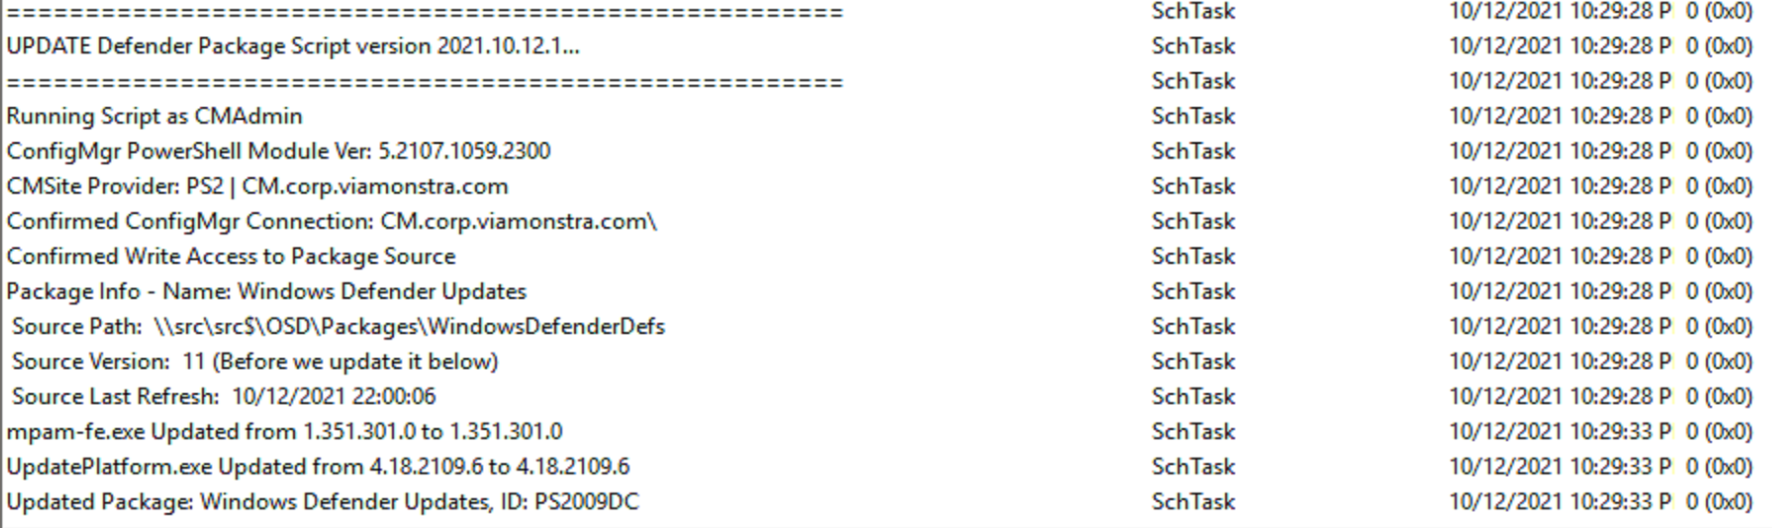 ====================================================== SchTask 10/12/2021 10:29:28 P 0 (0x0)
UPDATE Defender Package Script version 2021.10.12.1... SchTask 10/12/2021 10:29:28 P 0 (0x0)
====================================================== SchTask 10/12/2021 10:29:28 P 0 (0x0)
Running Script as CMAdmin SchTask 10/12/2021 10:29:28 P 0 (0x0)
ConfigMgr PowerShell Module Ver: 5.2107.1059.2300 SchTask 10/12/2021 10:29:28 P 0 (0x0)
CMSite Provider: PS2 | CM.corp.viamonstra.com SchTask 10/12/2021 10:29:28 P 0 (0x0)
Confirmed ConfigMgr Connection: CM.corp.viamonstra.com\ SchTask 10/12/2021 10:29:28 P 0 (0x0)
Confirmed Write Access to Package Source SchTask 10/12/2021 10:29:28 P 0 (0x0)
Package Info - Name: Windows Defender Updates SchTask 10/12/2021 10:29:28 P 0 (0x0)
Source Path: \\src\src$\OSD\Packages\WindowsDefenderDefs SchTask 10/12/2021 10:29:28 P 0 (0x0)
Source Version: 11 (Before we update it below) SchTask 10/12/2021 10:29:28 P 0 (0x0)
Source Last Refresh: 10/12/2021 22:00:06 SchTask 10/12/2021 10:29:28 P 0 (0x0)
mpam-fe.exe Updated from 1.351.301.0 to 1.351.301.0 SchTask 10/12/2021 10:29:33 P 0 (0x0)
UpdatePlatform.exe Updated from 4.18.2109.6 to 4.18.2109.6 SchTask 10/12/2021 10:29:33 P 0 (0x0)
Updated Package: Windows Defender Updates, ID: PS2009DC SchTask 10/12/2021 10:29:33 P 0 (0x0)